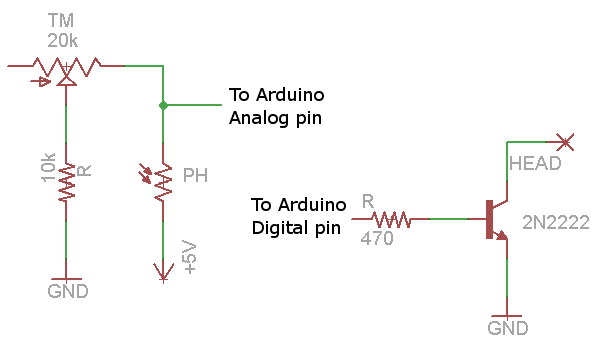 TM
20k
To Arduino
Analog pin
10k
R
PH
HEAD
To Arduino
Digital pin
R
470
2N2222
+5V
GND
GND